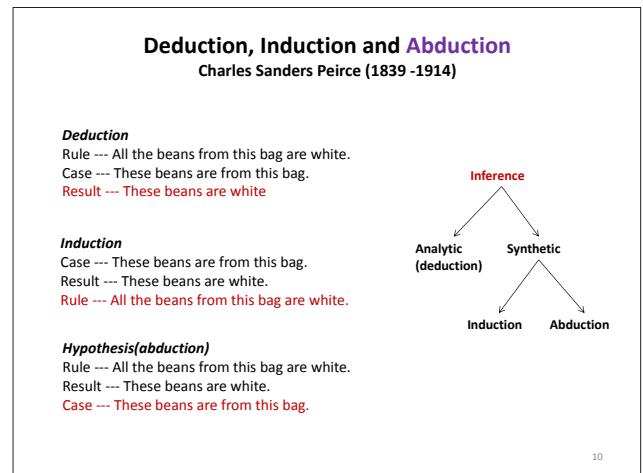 Deduction, Induction and Abduction
Charles Sanders Peirce (1839 -1914)
Deduction
Rule --- All the beans from this bag are white.
Case --- These beans are from this bag.
Result --- These beans are white
Induction
Case --- These beans are from this bag.
Result --- These beans are white.
Rule --- All the beans from this bag are white.
Hypothesis(abduction)
Rule --- All the beans from this bag are white.
Result --- These beans are white.
Case --- These beans are from this bag.
Inference
Analytic
(deduction)
Synthetic
Induction
Abduction
10